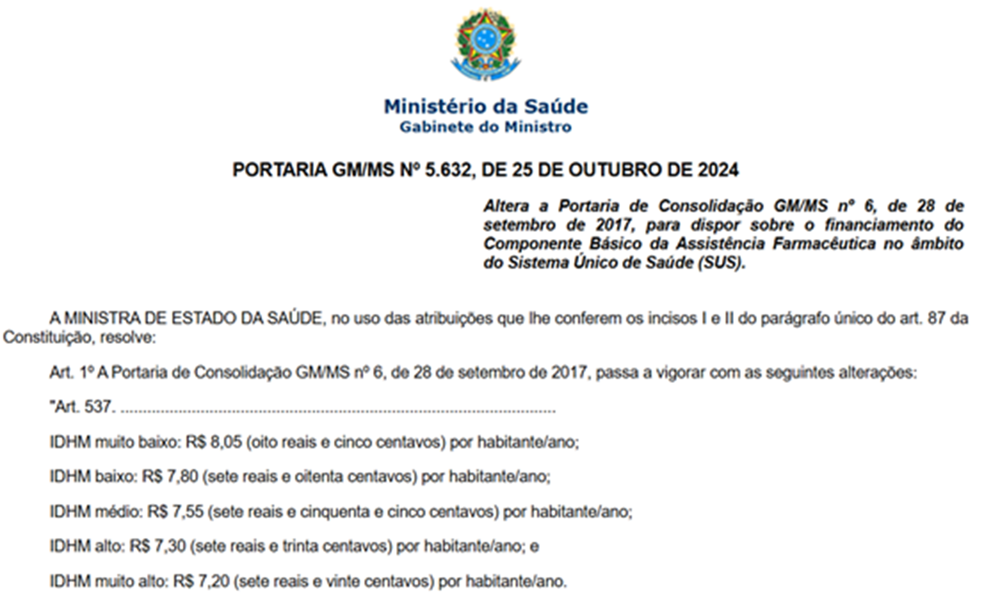 Ministério da Saúde
Gabinete do Ministro
PORTARIA GM/MS Nº 5.632, DE 25 DE OUTUBRO DE 2024
Altera a Portaria de Consolidação GM/MS nº 6, de 28 de
setembro de 2017, para dispor sobre o financiamento do
Componente Básico da Assistência Farmacêutica no âmbito
do Sistema Único de Saúde (SUS).
A MINISTRA DE ESTADO DA SAÚDE, no uso das atribuições que lhe conferem os incisos I e II do parágrafo único do art. 87 da
Constituição, resolve:
Art. 1º A Portaria de Consolidação GM/MS nº 6, de 28 de setembro de 2017, passa a vigorar com as seguintes alterações:
"Art. 537. ...............................................................................................
IDHM muito baixo: R$ 8,05 (oito reais e cinco centavos) por habitante/ano;
IDHM baixo: R$ 7,80 (sete reais e oitenta centavos) por habitante/ano;
IDHM médio: R$ 7,55 (sete reais e cinquenta e cinco centavos) por habitante/ano;
IDHM alto: R$ 7,30 (sete reais e trinta centavos) por habitante/ano; e
IDHM muito alto: R$ 7,20 (sete reais e vinte centavos) por habitante/ano.